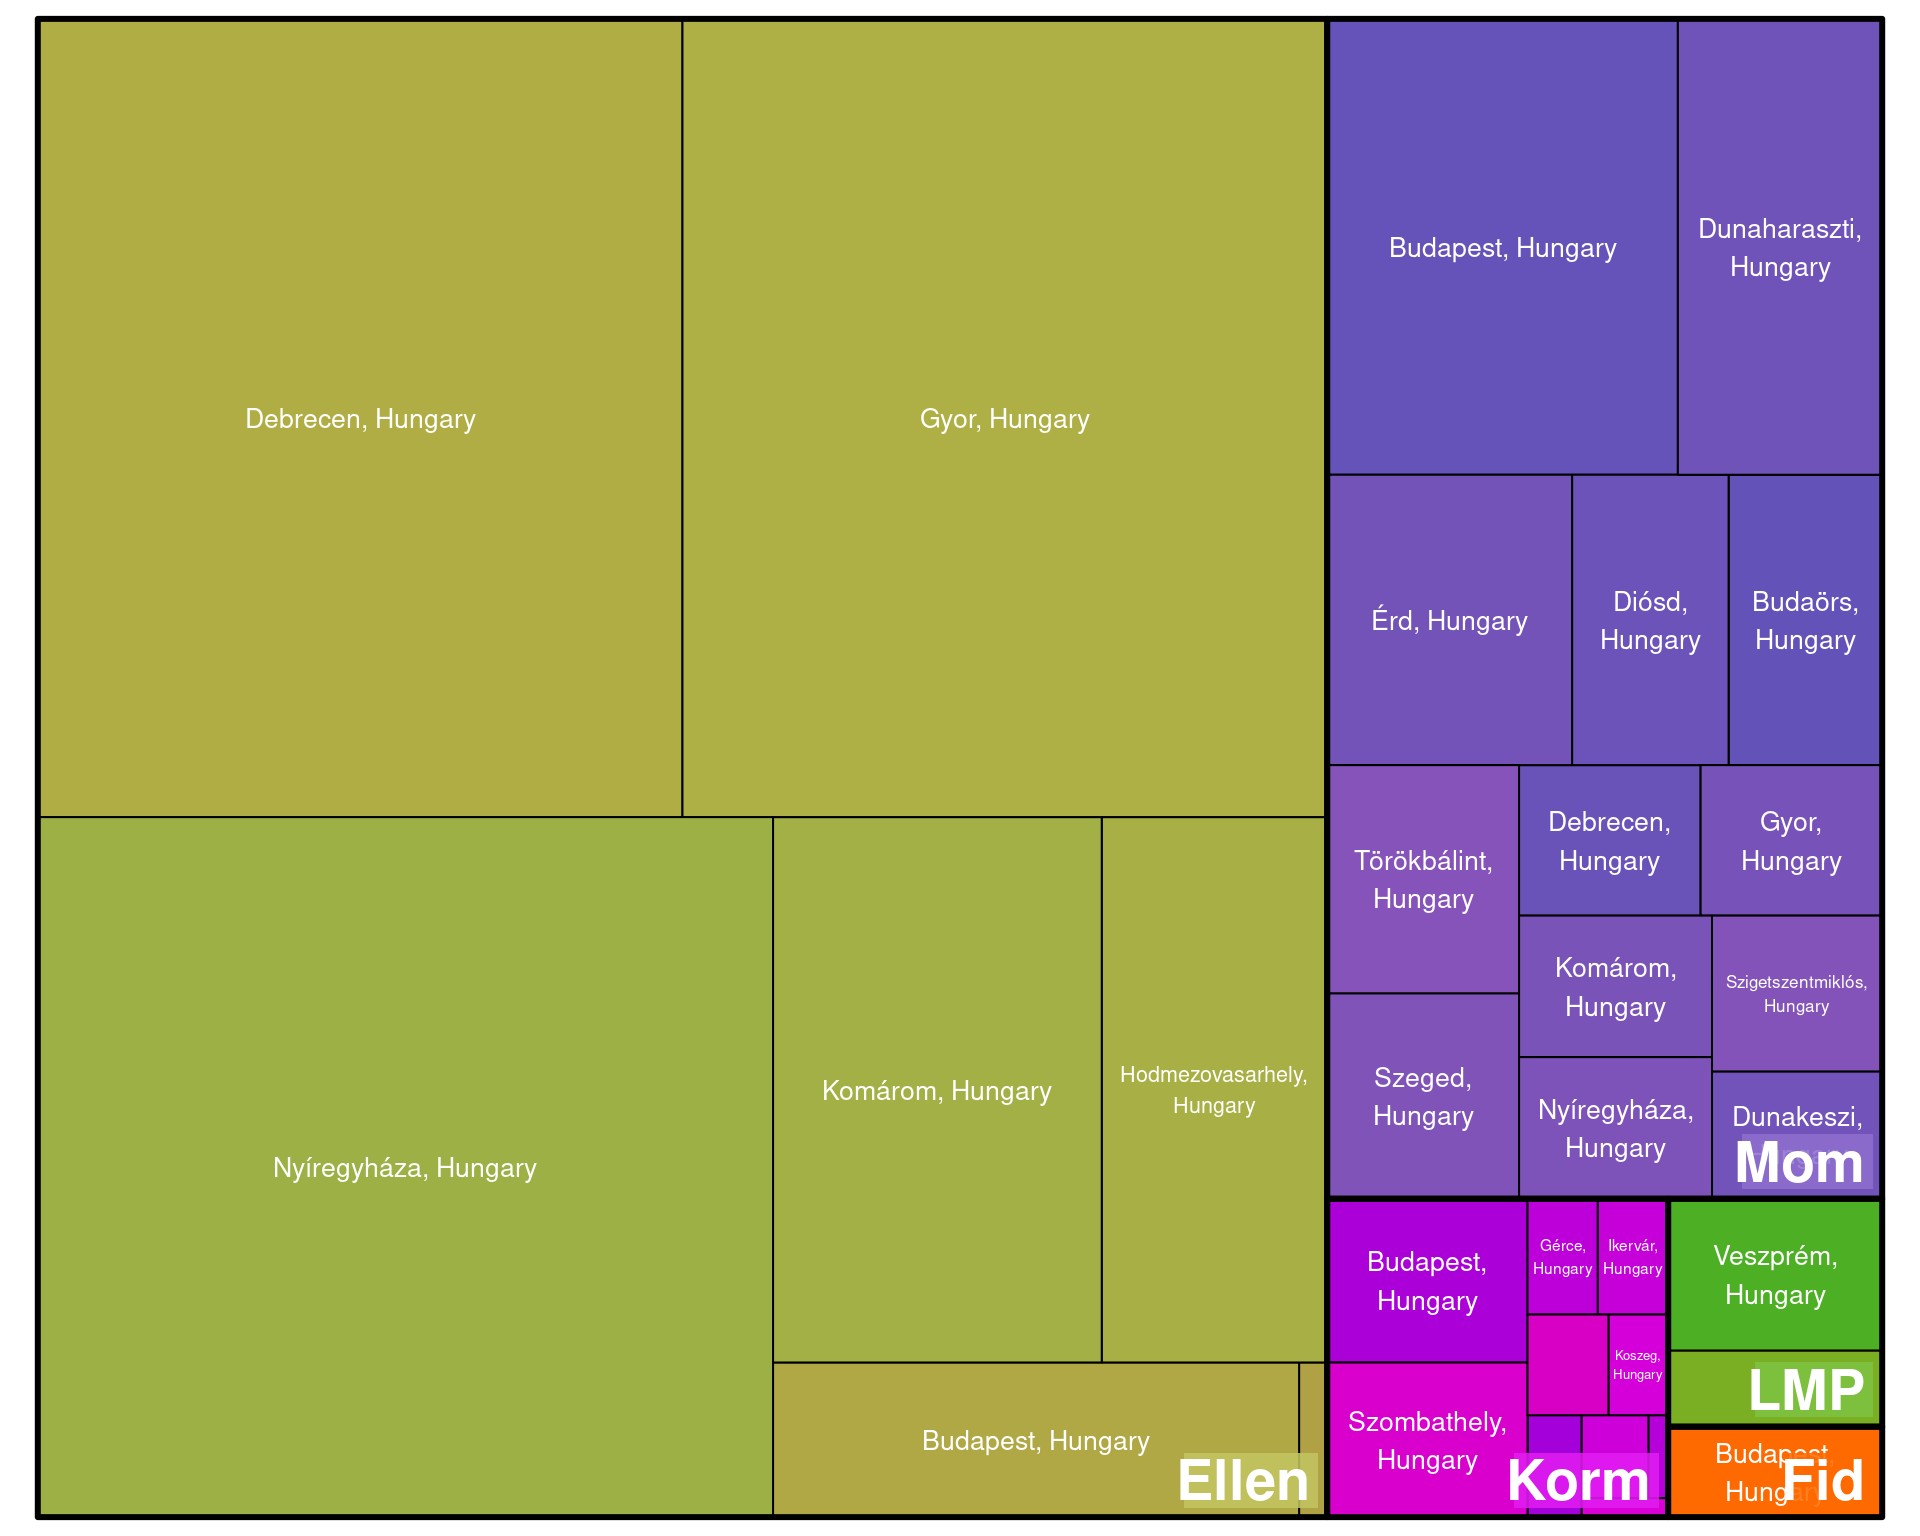 Debrecen, Hungary
Gyor, Hungary
Nyíregyháza, Hungary
Komárom, Hungary
Hodmezovasarhely,
Hungary
Budapest, Hungary
Ellen
Budapest, Hungary
Dunaharaszti,
Hungary
Érd, Hungary
Diósd,
Hungary
Budaörs,
Hungary
Törökbálint,
Hungary
Debrecen,
Hungary
Gyor,
Hungary
Szeged,
Hungary
Komárom,
Hungary
Szigetszentmiklós,
Hungary
Nyíregyháza,
Hungary
Dunakeszi,
Mom
Budapest,
Hungary
Gérce,
Hungary
Ikervár,
Hungary
Koszeg,
Hungary
Szombathely,
Hungary
Korm
Veszprém,
Hungary
LMP
Budapest,
Hungary
Fid